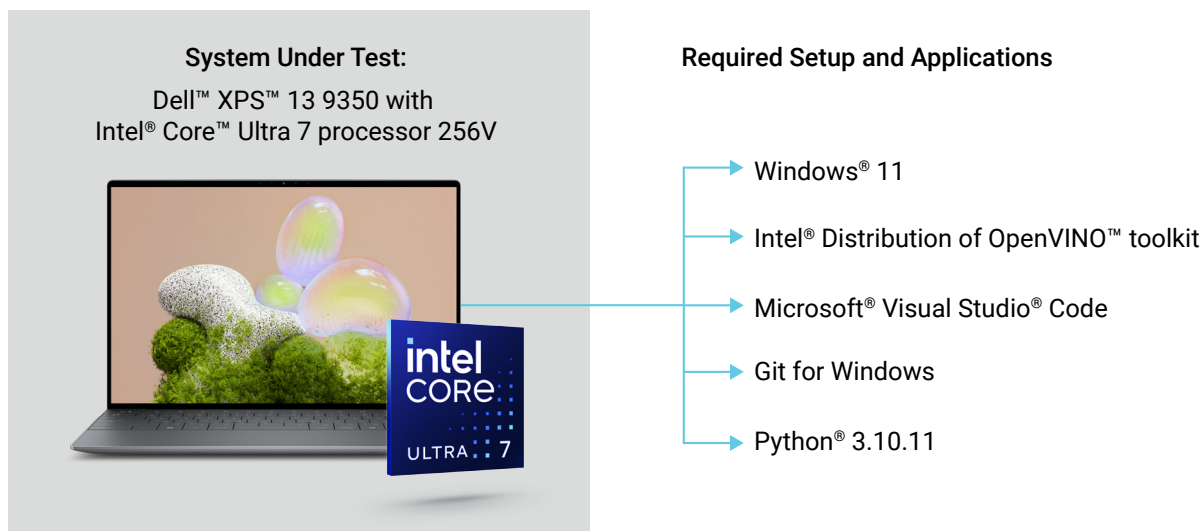 System Under Test:
Dell™ XPS™ 13 9350 with
Intel® Core™ Ultra 7 processor 256V
intel
CORE
ULTRA 7
Required Setup and Applications
Windows® 11
Intel® Distribution of OpenVINO™ toolkit
Microsoft® Visual Studio® Code
Git for Windows
Python® 3.10.11